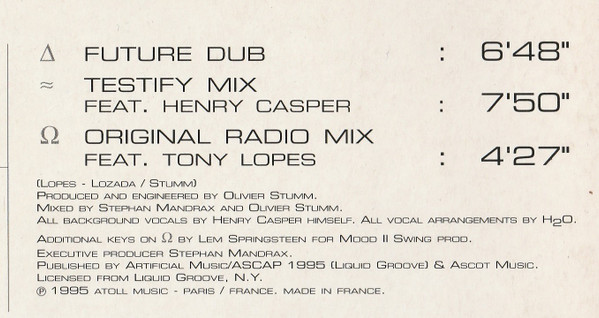 Δ FUTURE DUB : 6'48"
≈ TESTIFY MIX
FEAT. HENRY CASPER : 7'50"
Ω ORIGINAL RADIO MIX
FEAT. TONY LOPES : 4'27"
(Lopes - Lozada / Stumm)
Produced and engineered by Olivier Stumm.
Mixed by Stephan Mandrax and Olivier Stumm.
All background vocals by Henry Casper himself. All vocal arrangements by H2O.
Additional keys on Ω by Lem Springsteen for Mood II Swing prod.
Executive producer Stephan Mandrax.
Published by Artificial Music/ASCAP 1995 (Liquid Groove) & Ascot Music.
Licensed from Liquid Groove, N.Y.
℗ 1995 ATOLL MUSIC - PARIS / FRANCE. MADE IN FRANCE.